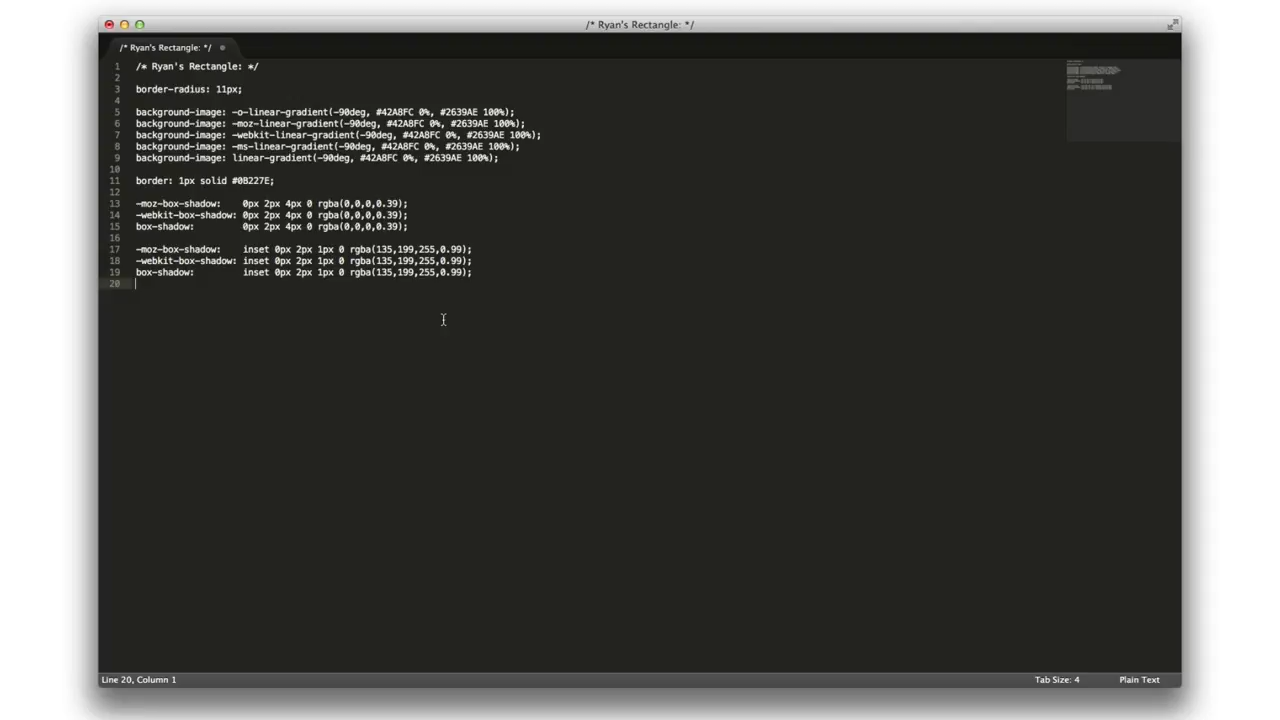 /* Ryan's Rectangle: */
/* Ryan's Rectangle: */
1 /* Ryan's Rectangle: */
2
3 border-radius: 11px;
4
5 background-image: -o-linear-gradient(-90deg, #42A8FC 0%, #2639AE 100%);
6 background-image: -moz-linear-gradient(-90deg, #42A8FC 0%, #2639AE 100%);
7 background-image: -webkit-linear-gradient(-90deg, #42A8FC 0%, #2639AE 100%);
8 background-image: -ms-linear-gradient(-90deg, #42A8FC 0%, #2639AE 100%);
9 background-image: linear-gradient(-90deg, #42A8FC 0%, #2639AE 100%);
10
11 border: 1px solid #0B227E;
12
13 -moz-box-shadow:    0px 2px 4px 0 rgba(0,0,0,0.39);
14 -webkit-box-shadow: 0px 2px 4px 0 rgba(0,0,0,0.39);
15 box-shadow:         0px 2px 4px 0 rgba(0,0,0,0.39);
16
17 -moz-box-shadow:    inset 0px 2px 1px 0 rgba(135,199,255,0.99);
18 -webkit-box-shadow: inset 0px 2px 1px 0 rgba(135,199,255,0.99);
19 box-shadow:         inset 0px 2px 1px 0 rgba(135,199,255,0.99);
20
Line 20, Column 1
Tab Size: 4
Plain Text